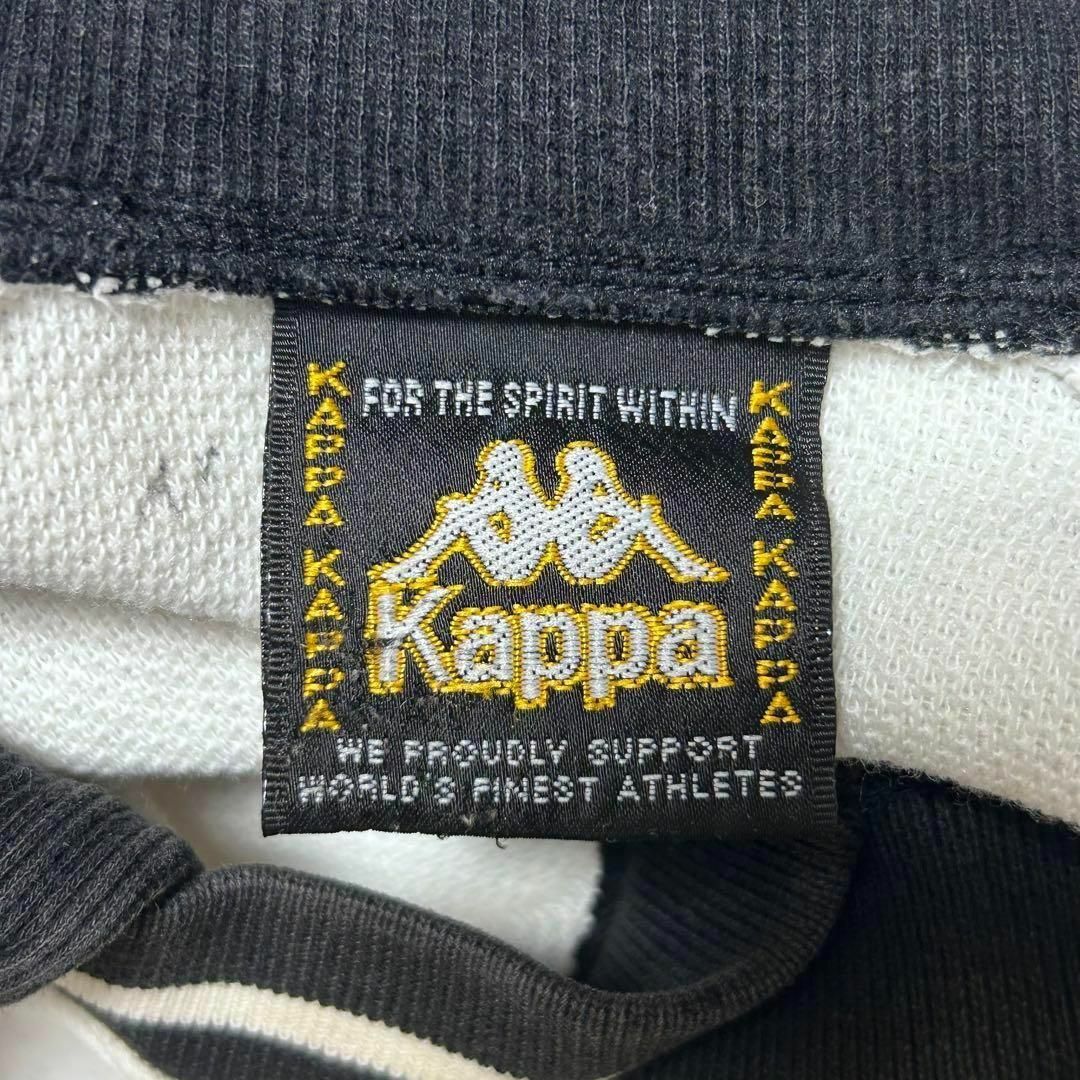 FOR THE SPIRIT WITHIN
KAPPA KAPPA
KAPPA KAPPA
Kappa
WE PROUDLY SUPPORT
WORLD'S FINEST ATHLETES